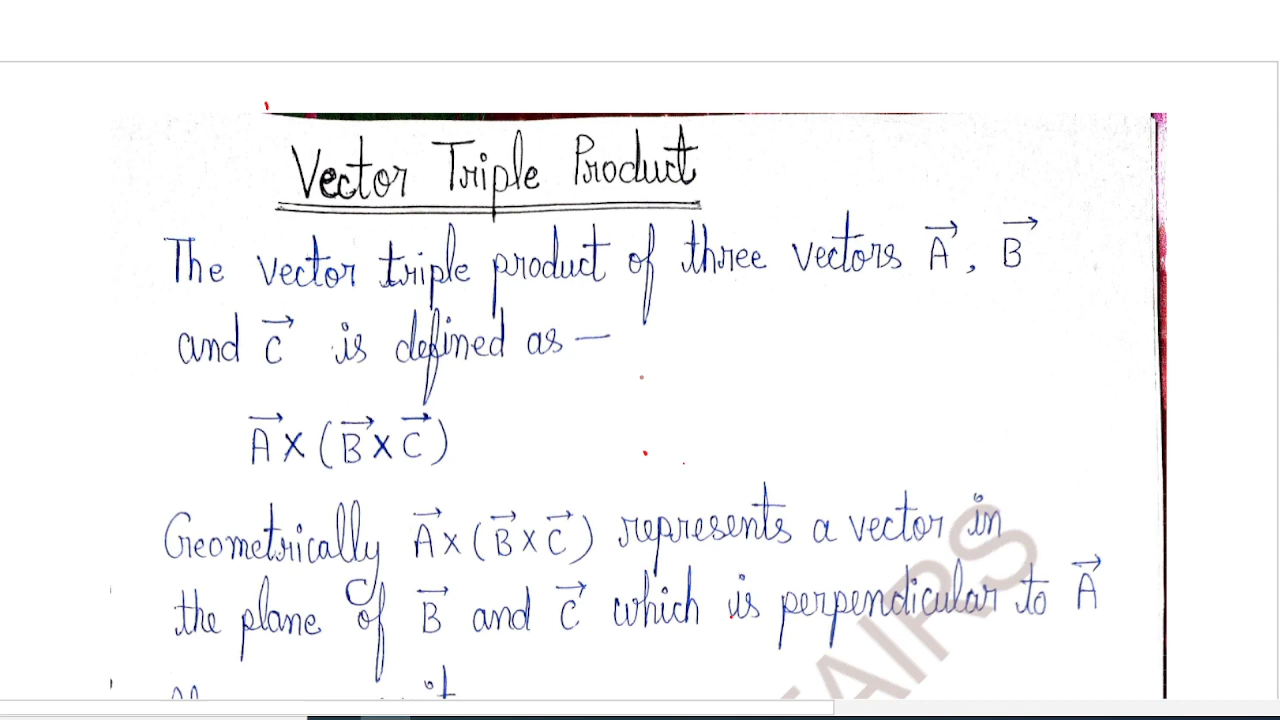 Vector Triple Product
The vector triple product of three vectors A⃗, B⃗
and C⃗ is defined as —
A⃗ × (B⃗ × C⃗)
Geometrically A⃗ × (B⃗ × C⃗) represents a vector in
the plane of B⃗ and C⃗ which is perpendicular to A⃗
AIRS